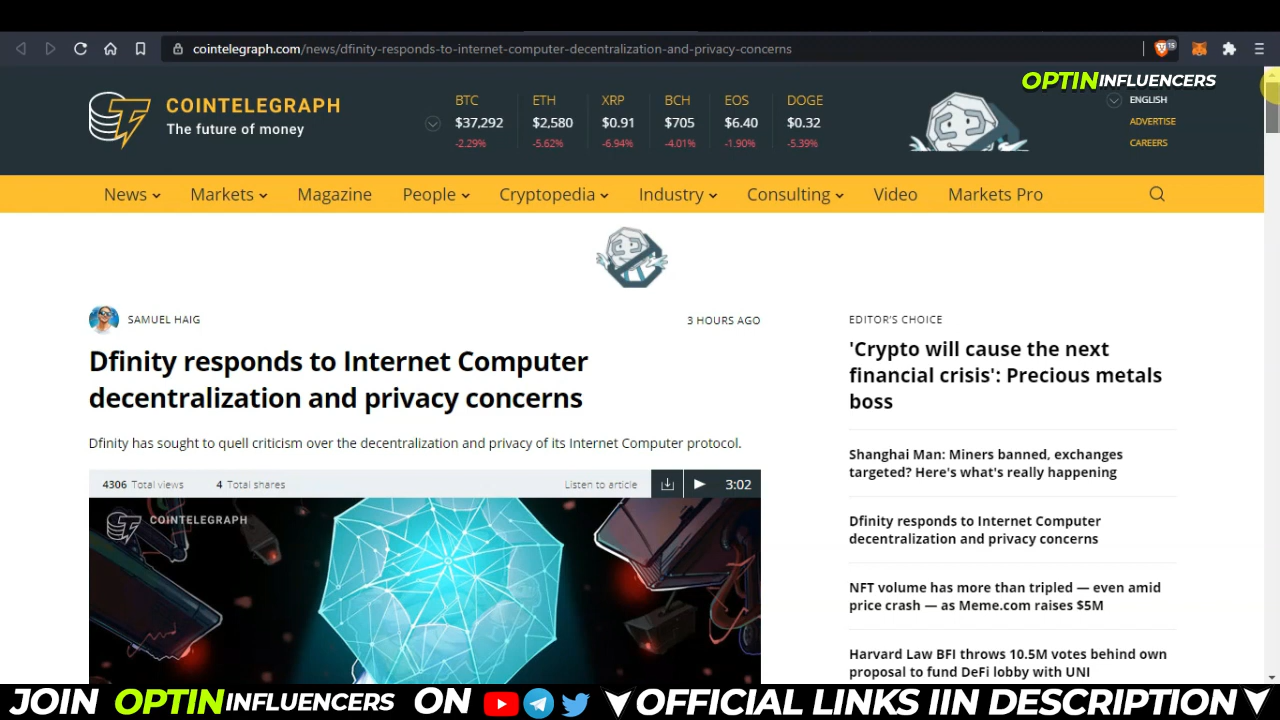 cointelegraph.com/news/dfinity-responds-to-internet-computer-decentralization-and-privacy-concerns
15
OPTIN INFLUENCERS
COINTELEGRAPH
The future of money
BTC ETH XRP BCH EOS DOGE
$37,292 $2,580 $0.91 $705 $6.40 $0.32
-2.29% -5.62% -6.94% -4.01% -1.90% -5.39%
ENGLISH
ADVERTISE
CAREERS
News Markets Magazine People Cryptopedia Industry Consulting Video Markets Pro
SAMUEL HAIG
3 HOURS AGO
Dfinity responds to Internet Computer
decentralization and privacy concerns
Dfinity has sought to quell criticism over the decentralization and privacy of its Internet Computer protocol.
4306 Total views 4 Total shares Listen to article 3:02
COINTELEGRAPH
EDITOR'S CHOICE
'Crypto will cause the next
financial crisis': Precious metals
boss
Shanghai Man: Miners banned, exchanges
targeted? Here's what's really happening
Dfinity responds to Internet Computer
decentralization and privacy concerns
NFT volume has more than tripled — even amid
price crash — as Meme.com raises $5M
Harvard Law BFI throws 10.5M votes behind own
proposal to fund DeFi lobby with UNI
JOIN OPTIN INFLUENCERS ON OFFICIAL LINKS IIN DESCRIPTION